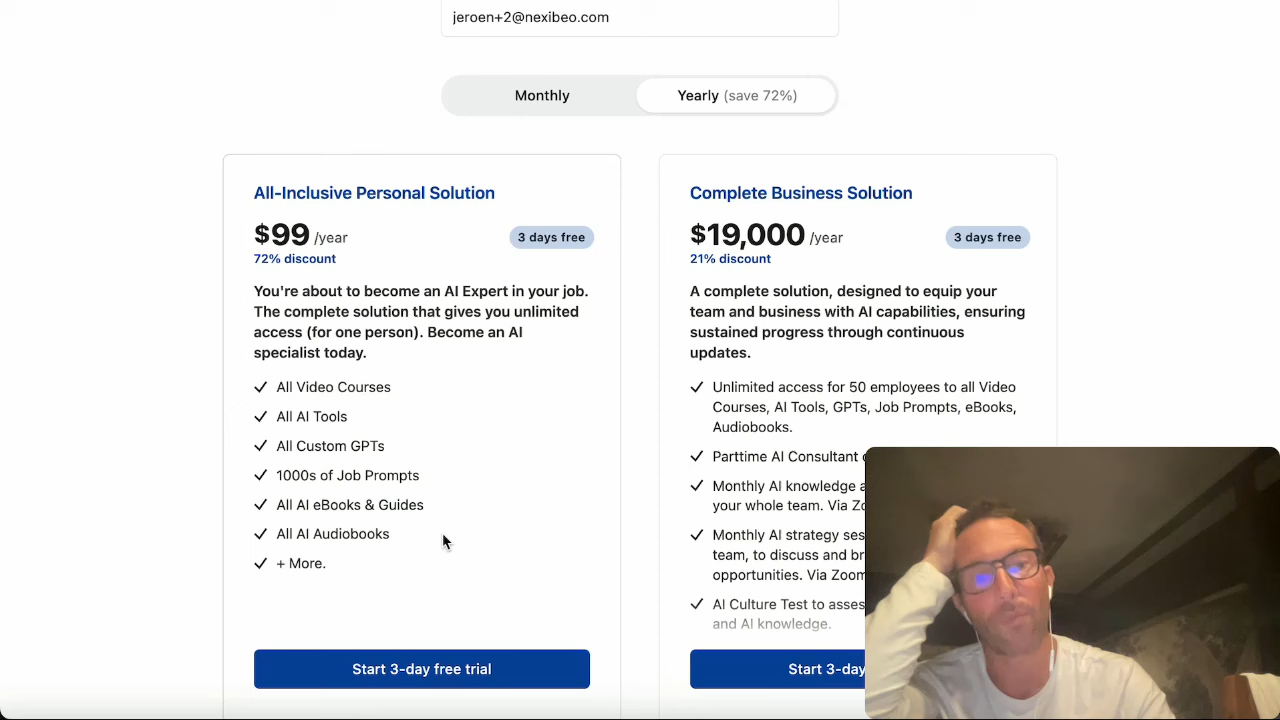 jeroen+2@nexibeo.com
Monthly
Yearly (save 72%)
All-Inclusive Personal Solution
$99 /year
3 days free
72% discount
You're about to become an AI Expert in your job.
The complete solution that gives you unlimited
access (for one person). Become an AI
specialist today.
All Video Courses
All AI Tools
All Custom GPTs
1000s of Job Prompts
All AI eBooks & Guides
All AI Audiobooks
+ More.
Start 3-day free trial
Complete Business Solution
$19,000 /year
3 days free
21% discount
A complete solution, designed to equip your
team and business with AI capabilities, ensuring
sustained progress through continuous
updates.
Unlimited access for 50 employees to all Video
Courses, AI Tools, GPTs, Job Prompts, eBooks,
Audiobooks.
Parttime AI Consultant
Monthly AI knowledge
your whole team. Via
Monthly AI strategy
team, to discuss and
opportunities. Via Zoom
AI Culture Test to
and AI knowledge.
Start 3-day